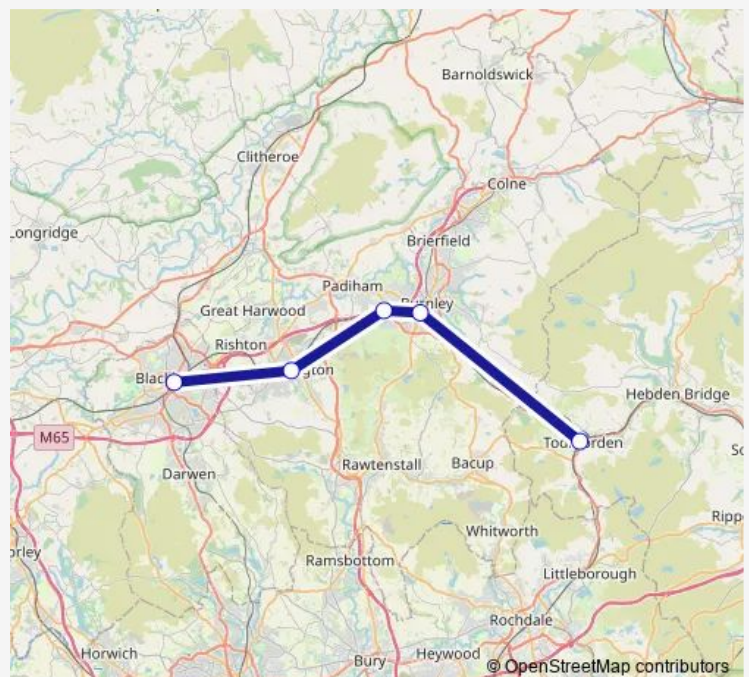 Barnoldswick
Clitheroe
Colne
Longridge
Brierfield
Padiham
Great Harwood
Rishton
Hebden Bridge
M65
Darwen
Rawtenstall
Bacup
Whitworth
Ramsbottom
Littleborough
Rochdale
Horwich
Bury
Heywood
© OpenStreetMap contributors